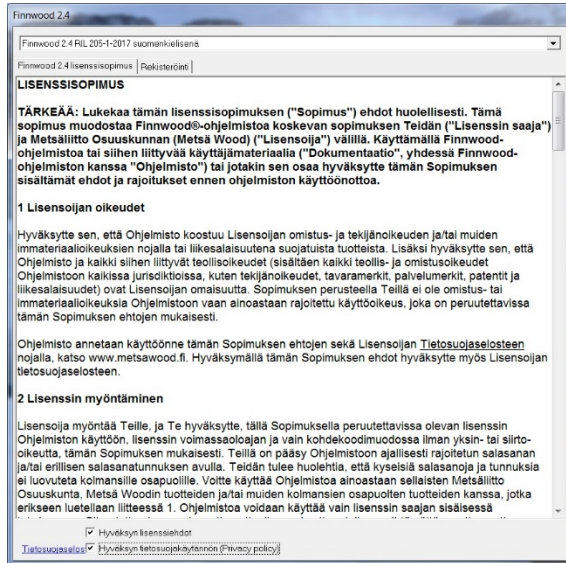 Finnwood 2.4
Finnwood 2.4 RIL 205-1-2017 suomenkielisenä
Finnwood 2.4 lisenssisopimus Rekisteröinti
LISENSSISOPIMUS
TÄRKEÄÄ: Lukekaa tämän lisenssisopimuksen ("Sopimus") ehdot huolellisesti. Tämä
sopimus muodostaa Finnwood®-ohjelmistoa koskevan sopimuksen Teidän ("Lisenssin saaja")
ja Metsäliitto Osuuskunnan (Metsä Wood) ("Lisensoija") välillä. Käyttämällä Finnwood-
ohjelmistoa tai siihen liittyvää käyttäjämateriaalia ("Dokumentaatio", yhdessä Finnwood-
ohjelmiston kanssa "Ohjelmisto") tai jotakin sen osaa hyväksytte tämän Sopimuksen
sisältämät ehdot ja rajoitukset ennen ohjelmiston käyttöönottoa.
1 Lisensoijan oikeudet
Hyväksytte sen, että Ohjelmisto koostuu Lisensoijan omistus- ja tekijänoikeuden ja/tai muiden
immateriaalioikeuksien nojalla tai liikesalaisuutena suojatuista tuotteista. Lisäksi hyväksytte sen, että
Ohjelmisto ja kaikki siihen liittyvät teollisoikeudet (sisältäen kaikki teollis- ja omistusoikeudet
Ohjelmistoon kaikissa jurisdiktioissa, kuten tekijänoikeudet, tavaramerkit, palvelumerkit, patentit ja
liikesalaisuudet) ovat Lisensoijan omaisuutta. Sopimuksen perusteella Teillä ei ole omistus- tai
immateriaalioikeuksia Ohjelmistoon vaan ainoastaan rajoitettu käyttöoikeus, joka on peruutettavissa
tämän Sopimuksen ehtojen mukaisesti.
Ohjelmisto annetaan käyttöönne tämän Sopimuksen ehtojen sekä Lisensoijan Tietosuojaselosteen
nojalla, katso www.metsawood.fi. Hyväksymällä tämän Sopimuksen ehdot hyväksytte myös Lisensoijan
tietosuojaselosteen.
2 Lisenssin myöntäminen
Lisensoija myöntää Teille, ja Te hyväksytte, tällä Sopimuksella peruutettavissa olevan lisenssin
Ohjelmiston käyttöön, lisenssin voimassaoloajan ja vain kohdekoodimuodossa ilman yksin- tai siirto-
oikeutta, tämän Sopimuksen mukaisesti. Teillä on pääsy Ohjelmistoon ajallisesti rajoitetun salasanan
ja/tai erillisen salasanatunnuksen avulla. Teidän tulee huolehtia, että kyseisiä salasanoja ja tunnuksia
ei luovuteta kolmansille osapuolille. Voitte käyttää Ohjelmistoa ainoastaan sellaisten Metsäliitto
Osuuskunta, Metsä Woodin tuotteiden ja/tai muiden kolmansien osapuolten tuotteiden kanssa, jotka
erikseen luetellaan liitteessä 1. Ohjelmistoa voidaan käyttää vain lisenssin saajan sisäisessä
Hyväksyn lisenssiehdot
Tietosuojaselos Hyväksyn tietosuojakäytännön (Privacy policy)